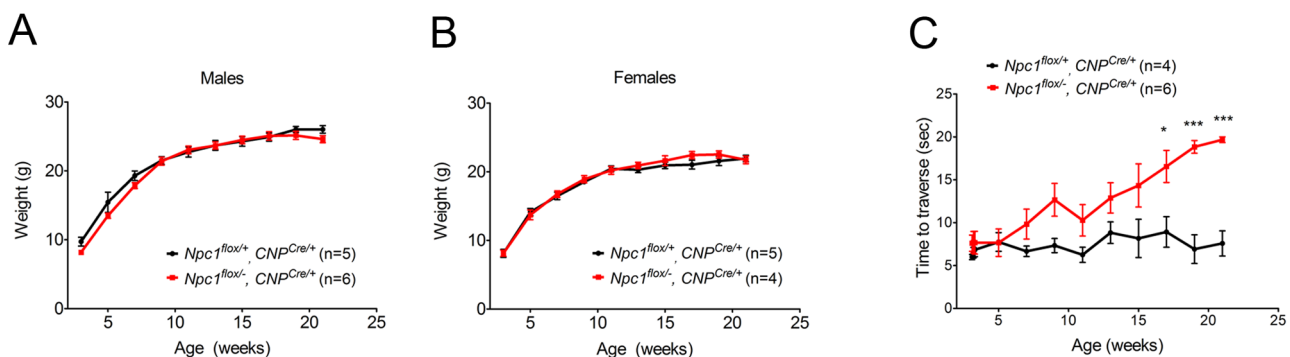 A
Males
30
20
10
0
Weight (g)
Npc1flox/+, CNPCre/+ (n=5)
Npc1flox/-, CNPCre/+ (n=6)
5 10 15 20 25
Age (weeks)
B
Females
30
20
10
0
Weight (g)
Npc1flox/+, CNPCre/+ (n=5)
Npc1flox/-, CNPCre/+ (n=4)
5 10 15 20 25
Age (weeks)
C
Npc1flox/+, CNPCre/+ (n=4)
Npc1flox/-, CNPCre/+ (n=6)
25
20
15
10
5
0
Time to traverse (sec)
* *** ***
5 10 15 20 25
Age (weeks)